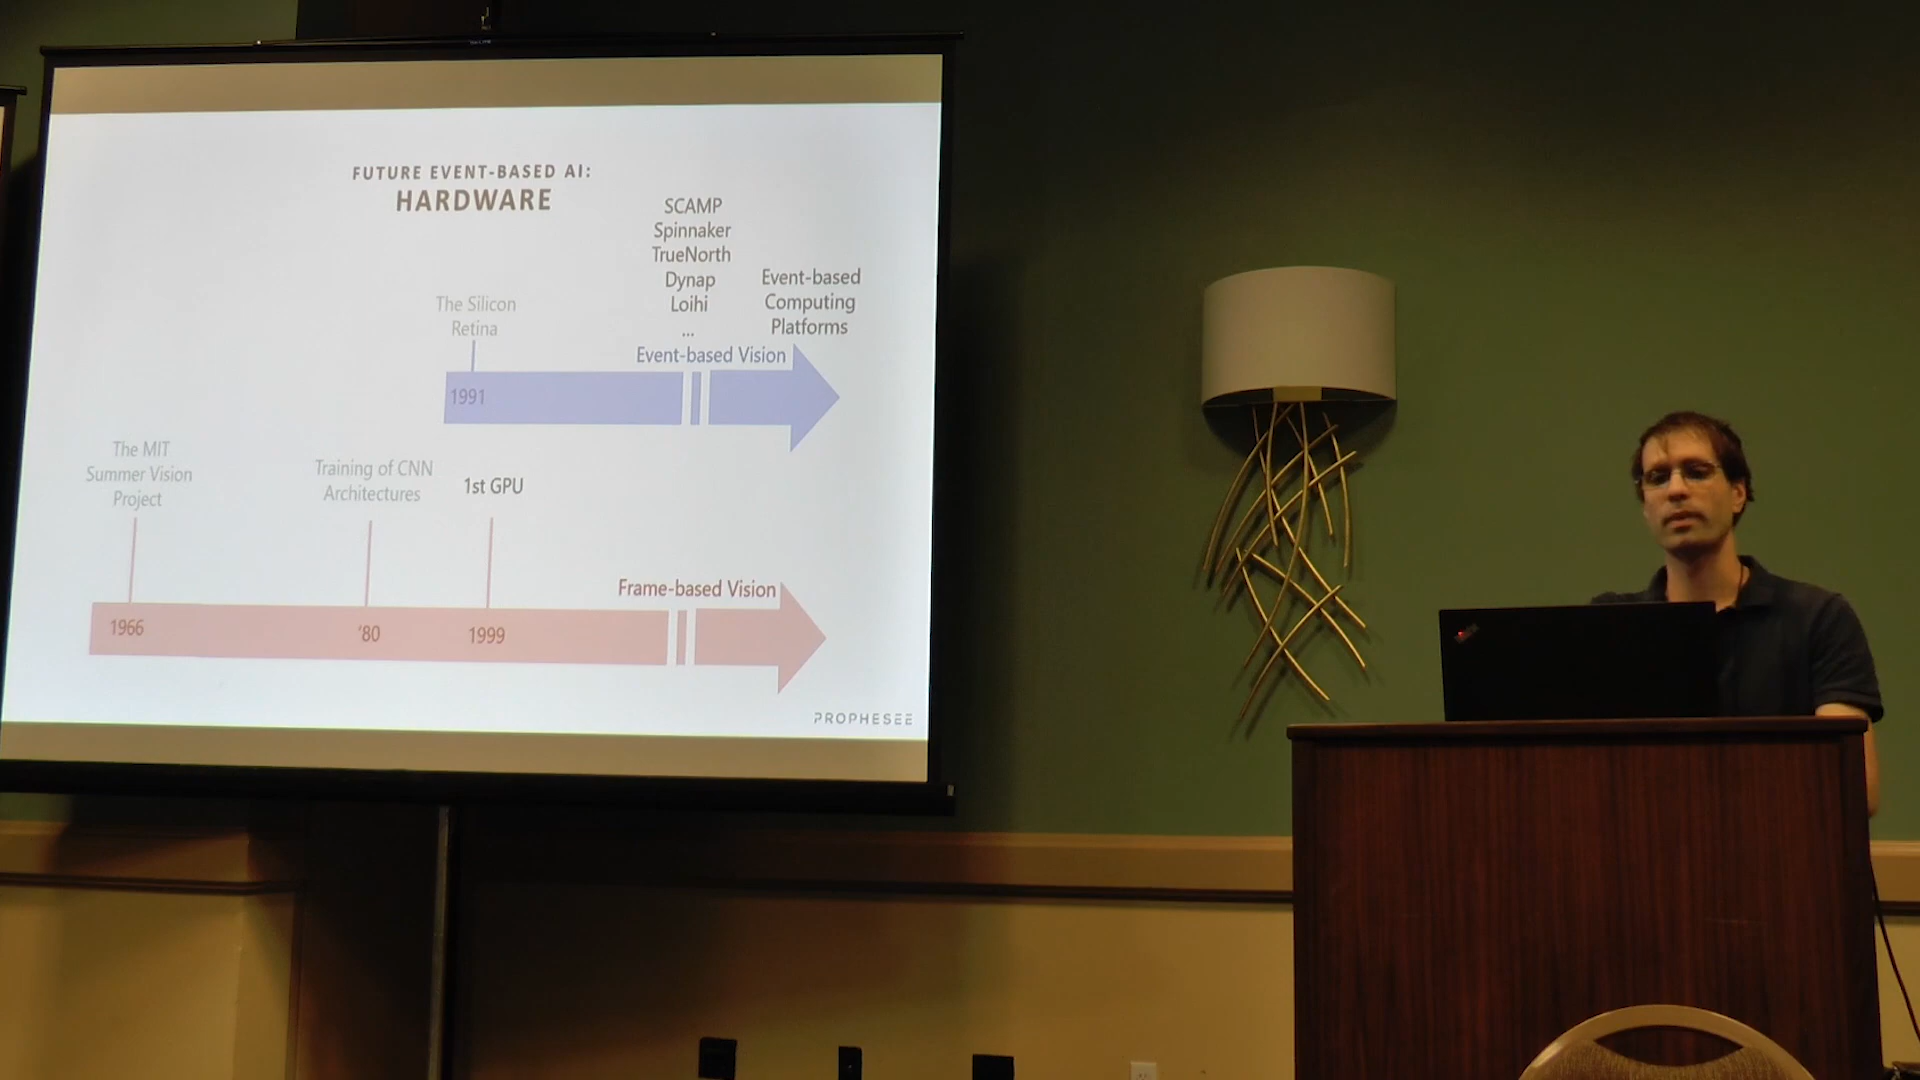 FUTURE EVENT-BASED AI:
HARDWARE
SCAMP
Spinnaker
TrueNorth
Dynap
Loihi
...
Event-based
Computing
Platforms
The Silicon
Retina
Event-based Vision
1991
The MIT
Summer Vision
Project
Training of CNN
Architectures
1st GPU
Frame-based Vision
1966
'80
1999
PROPHESEE